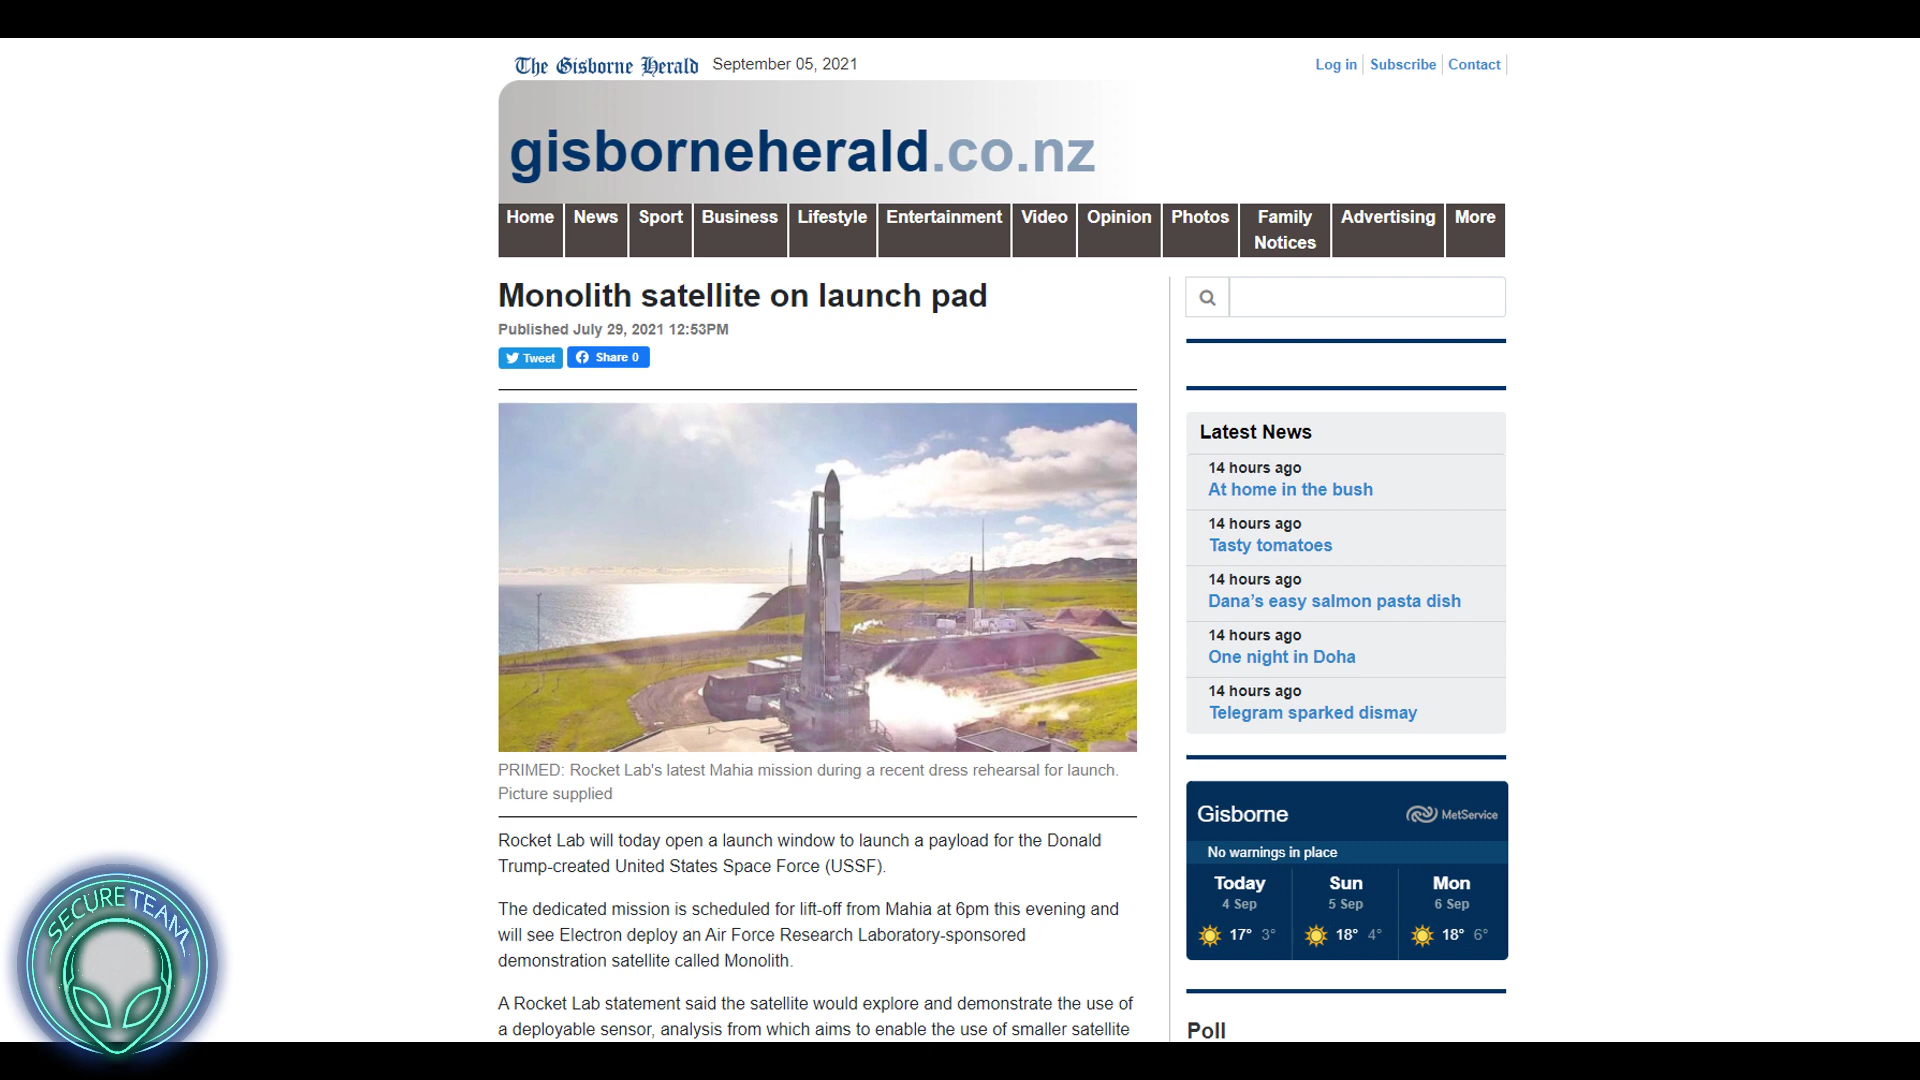 The Gisborne Herald September 05, 2021
Log in Subscribe Contact
gisborneherald.co.nz
Home News Sport Business Lifestyle Entertainment Video Opinion Photos Family Notices Advertising More
Monolith satellite on launch pad
Published July 29, 2021 12:53PM
Tweet Share 0
PRIMED: Rocket Lab's latest Mahia mission during a recent dress rehearsal for launch.
Picture supplied
Rocket Lab will today open a launch window to launch a payload for the Donald
Trump-created United States Space Force (USSF).
The dedicated mission is scheduled for lift-off from Mahia at 6pm this evening and
will see Electron deploy an Air Force Research Laboratory-sponsored
demonstration satellite called Monolith.
A Rocket Lab statement said the satellite would explore and demonstrate the use of
a deployable sensor, analysis from which aims to enable the use of smaller satellite
Latest News
14 hours ago
At home in the bush
14 hours ago
Tasty tomatoes
14 hours ago
Dana’s easy salmon pasta dish
14 hours ago
One night in Doha
14 hours ago
Telegram sparked dismay
Gisborne MetService
No warnings in place
Today Sun Mon
4 Sep 5 Sep 6 Sep
17° 3° 18° 4° 18° 6°
Poll
SECURETEAM